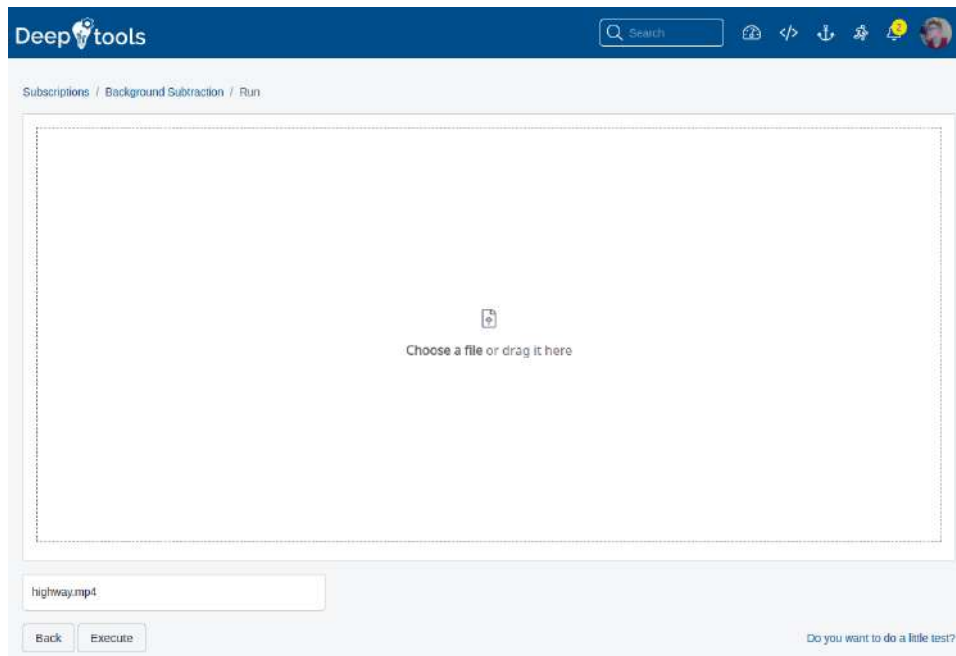 Deep tools
Search
2
Subscriptions / Background Subtraction / Run
Choose a file or drag it here
highway.mp4
Back Execute
Do you want to do a little test?